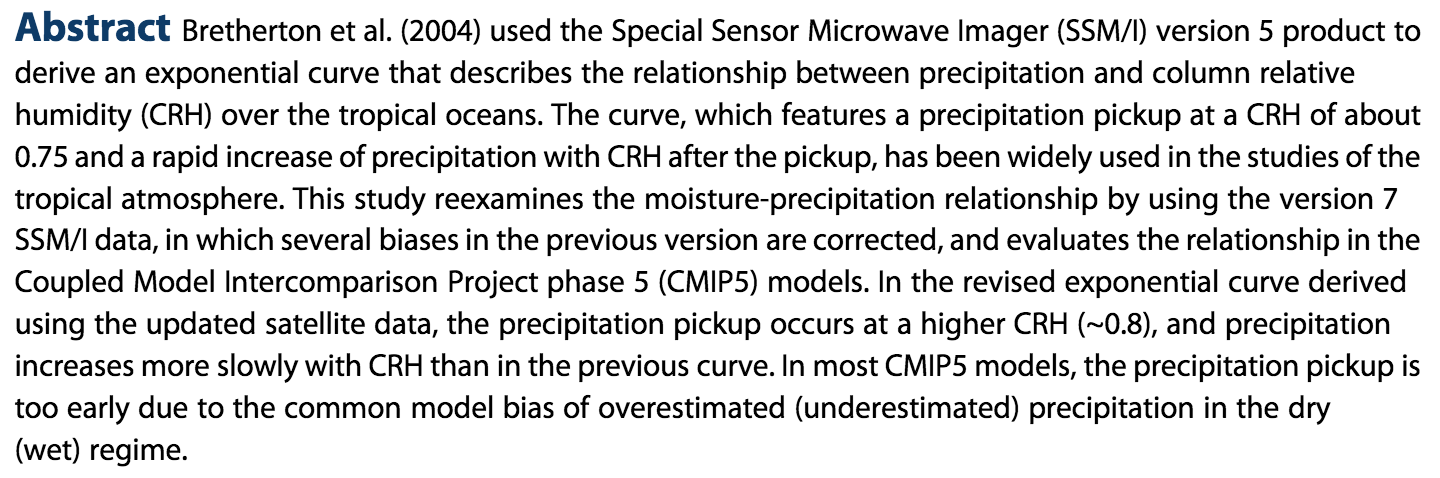 Abstract Bretherton et al. (2004) used the Special Sensor Microwave Imager (SSM/I) version 5 product to
derive an exponential curve that describes the relationship between precipitation and column relative
humidity (CRH) over the tropical oceans. The curve, which features a precipitation pickup at a CRH of about
0.75 and a rapid increase of precipitation with CRH after the pickup, has been widely used in the studies of the
tropical atmosphere. This study reexamines the moisture-precipitation relationship by using the version 7
SSM/I data, in which several biases in the previous version are corrected, and evaluates the relationship in the
Coupled Model Intercomparison Project phase 5 (CMIP5) models. In the revised exponential curve derived
using the updated satellite data, the precipitation pickup occurs at a higher CRH (~0.8), and precipitation
increases more slowly with CRH than in the previous curve. In most CMIP5 models, the precipitation pickup is
too early due to the common model bias of overestimated (underestimated) precipitation in the dry
(wet) regime.